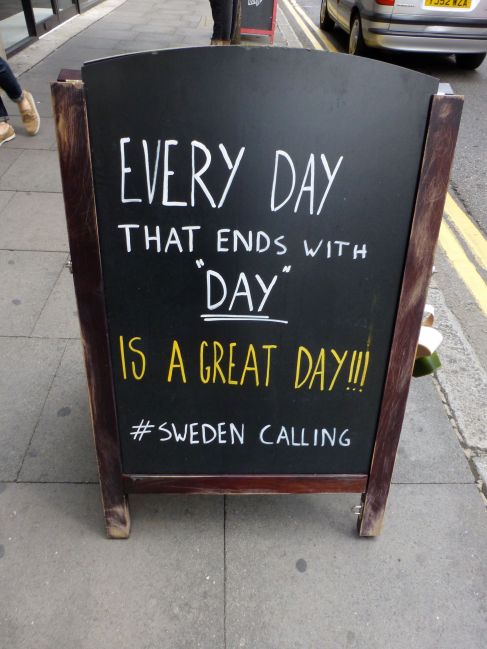 EVERY DAY
THAT ENDS WITH
"DAY"
IS A GREAT DAY!!!
#SWEDEN CALLING